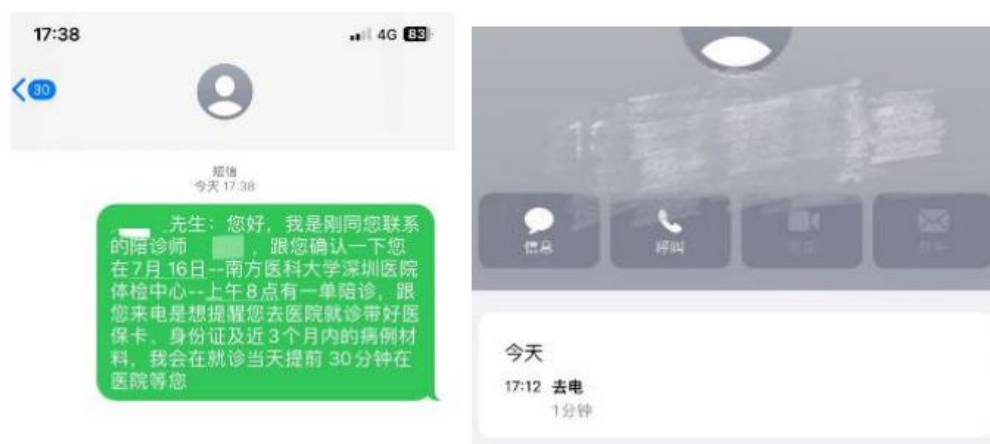 17:38
4G 83
30
短信
今天 17:38
先生：您好，我是刚同您联系
的陪诊师，跟您确认一下您
在7月16日--南方医科大学深圳医院
体检中心--上午8点有一单陪诊，跟
您来电是想提醒您去医院就诊带好医
保卡、身份证及近3个月内的病例材
料，我会在就诊当天提前30分钟在
医院等您
信息
呼叫
今天
17:12 去电
1分钟